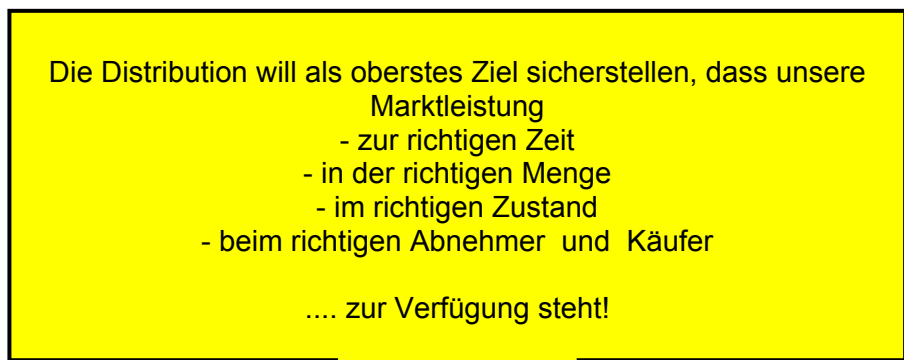 Die Distribution will als oberstes Ziel sicherstellen, dass unsere
Marktleistung
- zur richtigen Zeit
- in der richtigen Menge
- im richtigen Zustand
- beim richtigen Abnehmer und Käufer
.... zur Verfügung steht!